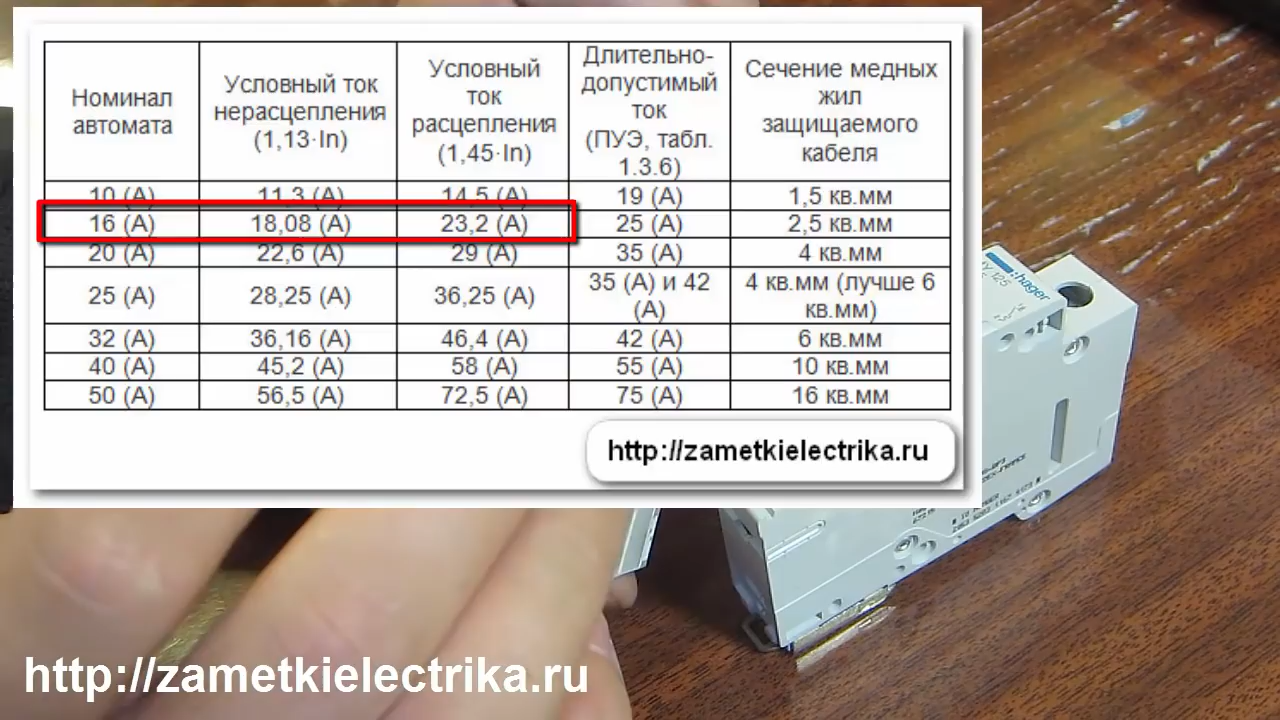 Номинал автомата
Условный ток нерасцепления (1,13·In)
Условный ток расцепления (1,45·In)
Длительно-допустимый ток (ПУЭ, табл. 1.3.6)
Сечение медных жил защищаемого кабеля
10 (А) 11,3 (А) 14,5 (А) 19 (А) 1,5 кв.мм
16 (А) 18,08 (А) 23,2 (А) 25 (А) 2,5 кв.мм
20 (А) 22,6 (А) 29 (А) 35 (А) 4 кв.мм
25 (А) 28,25 (А) 36,25 (А) 35 (А) и 42 (А) 4 кв.мм (лучше 6 кв.мм)
32 (А) 36,16 (А) 46,4 (А) 42 (А) 6 кв.мм
40 (А) 45,2 (А) 58 (А) 55 (А) 10 кв.мм
50 (А) 56,5 (А) 72,5 (А) 75 (А) 16 кв.мм
http://zametkielectrika.ru
:hager
http://zametkielectrika.ru